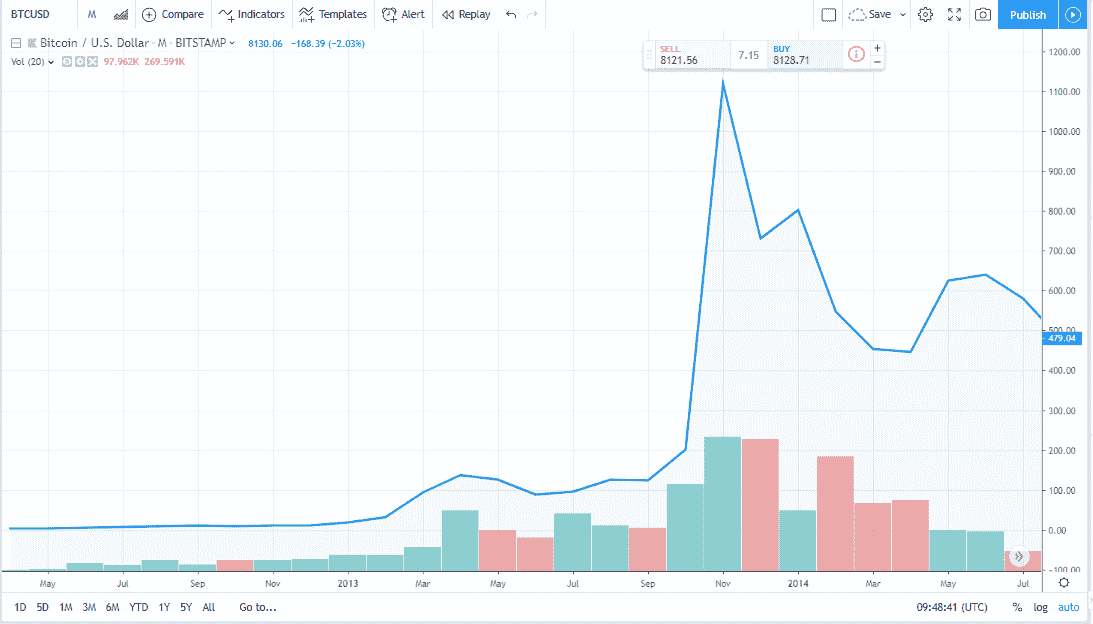 BTCUSD M Compare Indicators Templates Alert Replay Save Publish
Bitcoin / U.S. Dollar · M · BITSTAMP 8130.06 −168.39 (−2.03%)
Vol (20) 97.962K 269.591K
SELL
8121.56
7.15
BUY
8128.71
+
−
1200.00
1100.00
1000.00
900.00
800.00
700.00
600.00
500.00
479.04
400.00
300.00
200.00
100.00
0.00
-100.00
May Jul Sep Nov 2013 Mar May Jul Sep Nov 2014 Mar May Jul
1D 5D 1M 3M 6M YTD 1Y 5Y All Go to... 09:48:41 (UTC) % log auto